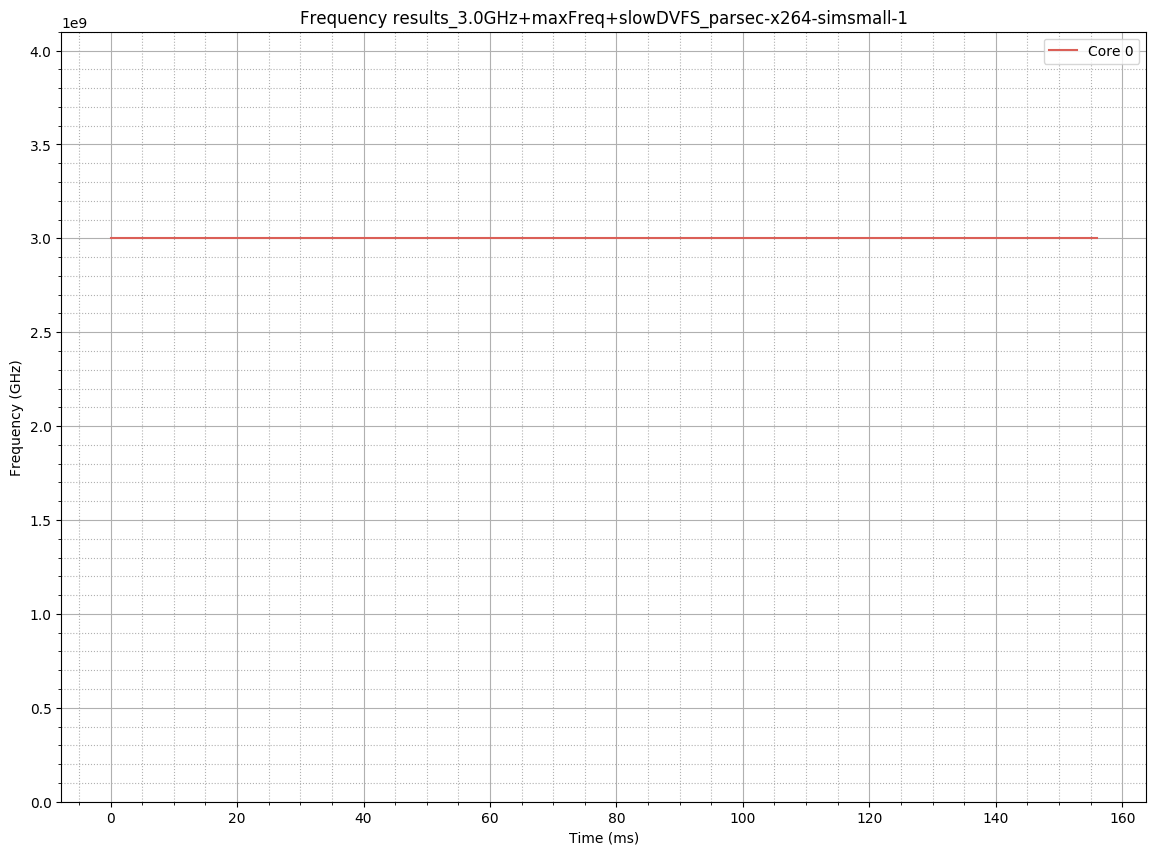 Frequency results_3.0GHz+maxFreq+slowDVFS_parsec-x264-simsmall-1
1e9
Core 0
4.0
3.5
3.0
2.5
2.0
1.5
1.0
0.5
0.0
Frequency (GHz)
0 20 40 60 80 100 120 140 160
Time (ms)